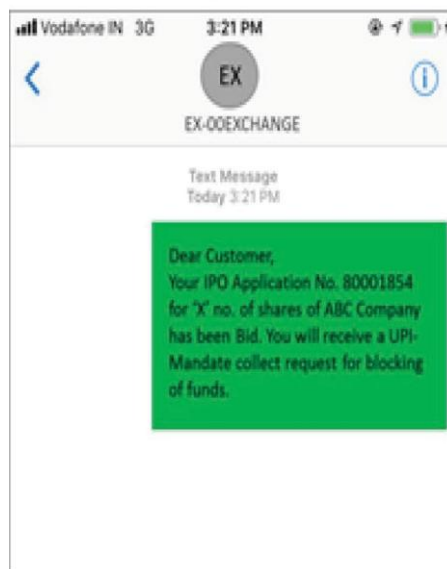 Vodafone IN 3G 3:21 PM
EX
EX-00EXCHANGE
Text Message
Today 3:21 PM
Dear Customer,
Your IPO Application No. 80001854
for "X" no. of shares of ABC Company
has been Bid. You will receive a UPI-
Mandate collect request for blocking
of funds.